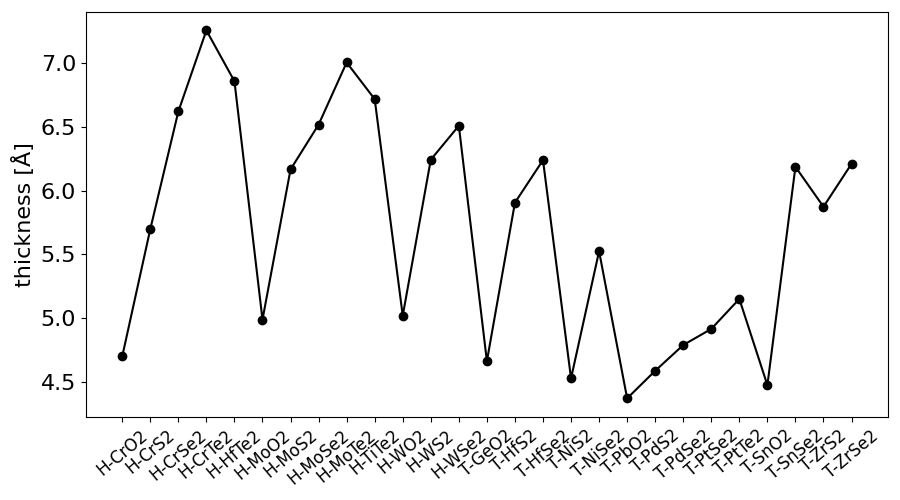 7.0
6.5
6.0
5.5
5.0
4.5
thickness [Å]
H-CrO2
H-CrS2
H-CrSe2
H-CrTe2
H-HfTe2
H-MoO2
H-MoS2
H-MoSe2
H-MoTe2
H-TiTe2
H-WO2
H-WS2
H-WSe2
T-GeO2
T-HfS2
T-HfSe2
T-NiS2
T-NiSe2
T-PbO2
T-PdS2
T-PdSe2
T-PtSe2
T-PtTe2
T-SnO2
T-SnSe2
T-ZrS2
T-ZrSe2